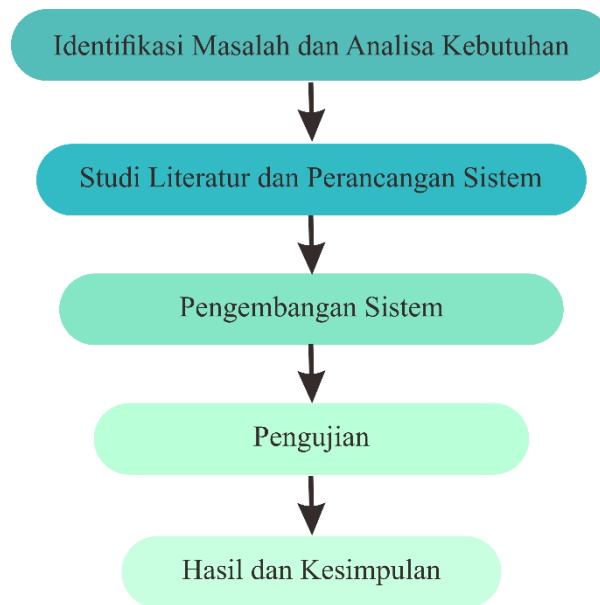 Identifikasi Masalah dan Analisa Kebutuhan
Studi Literatur dan Perancangan Sistem
Pengembangan Sistem
Pengujian
Hasil dan Kesimpulan